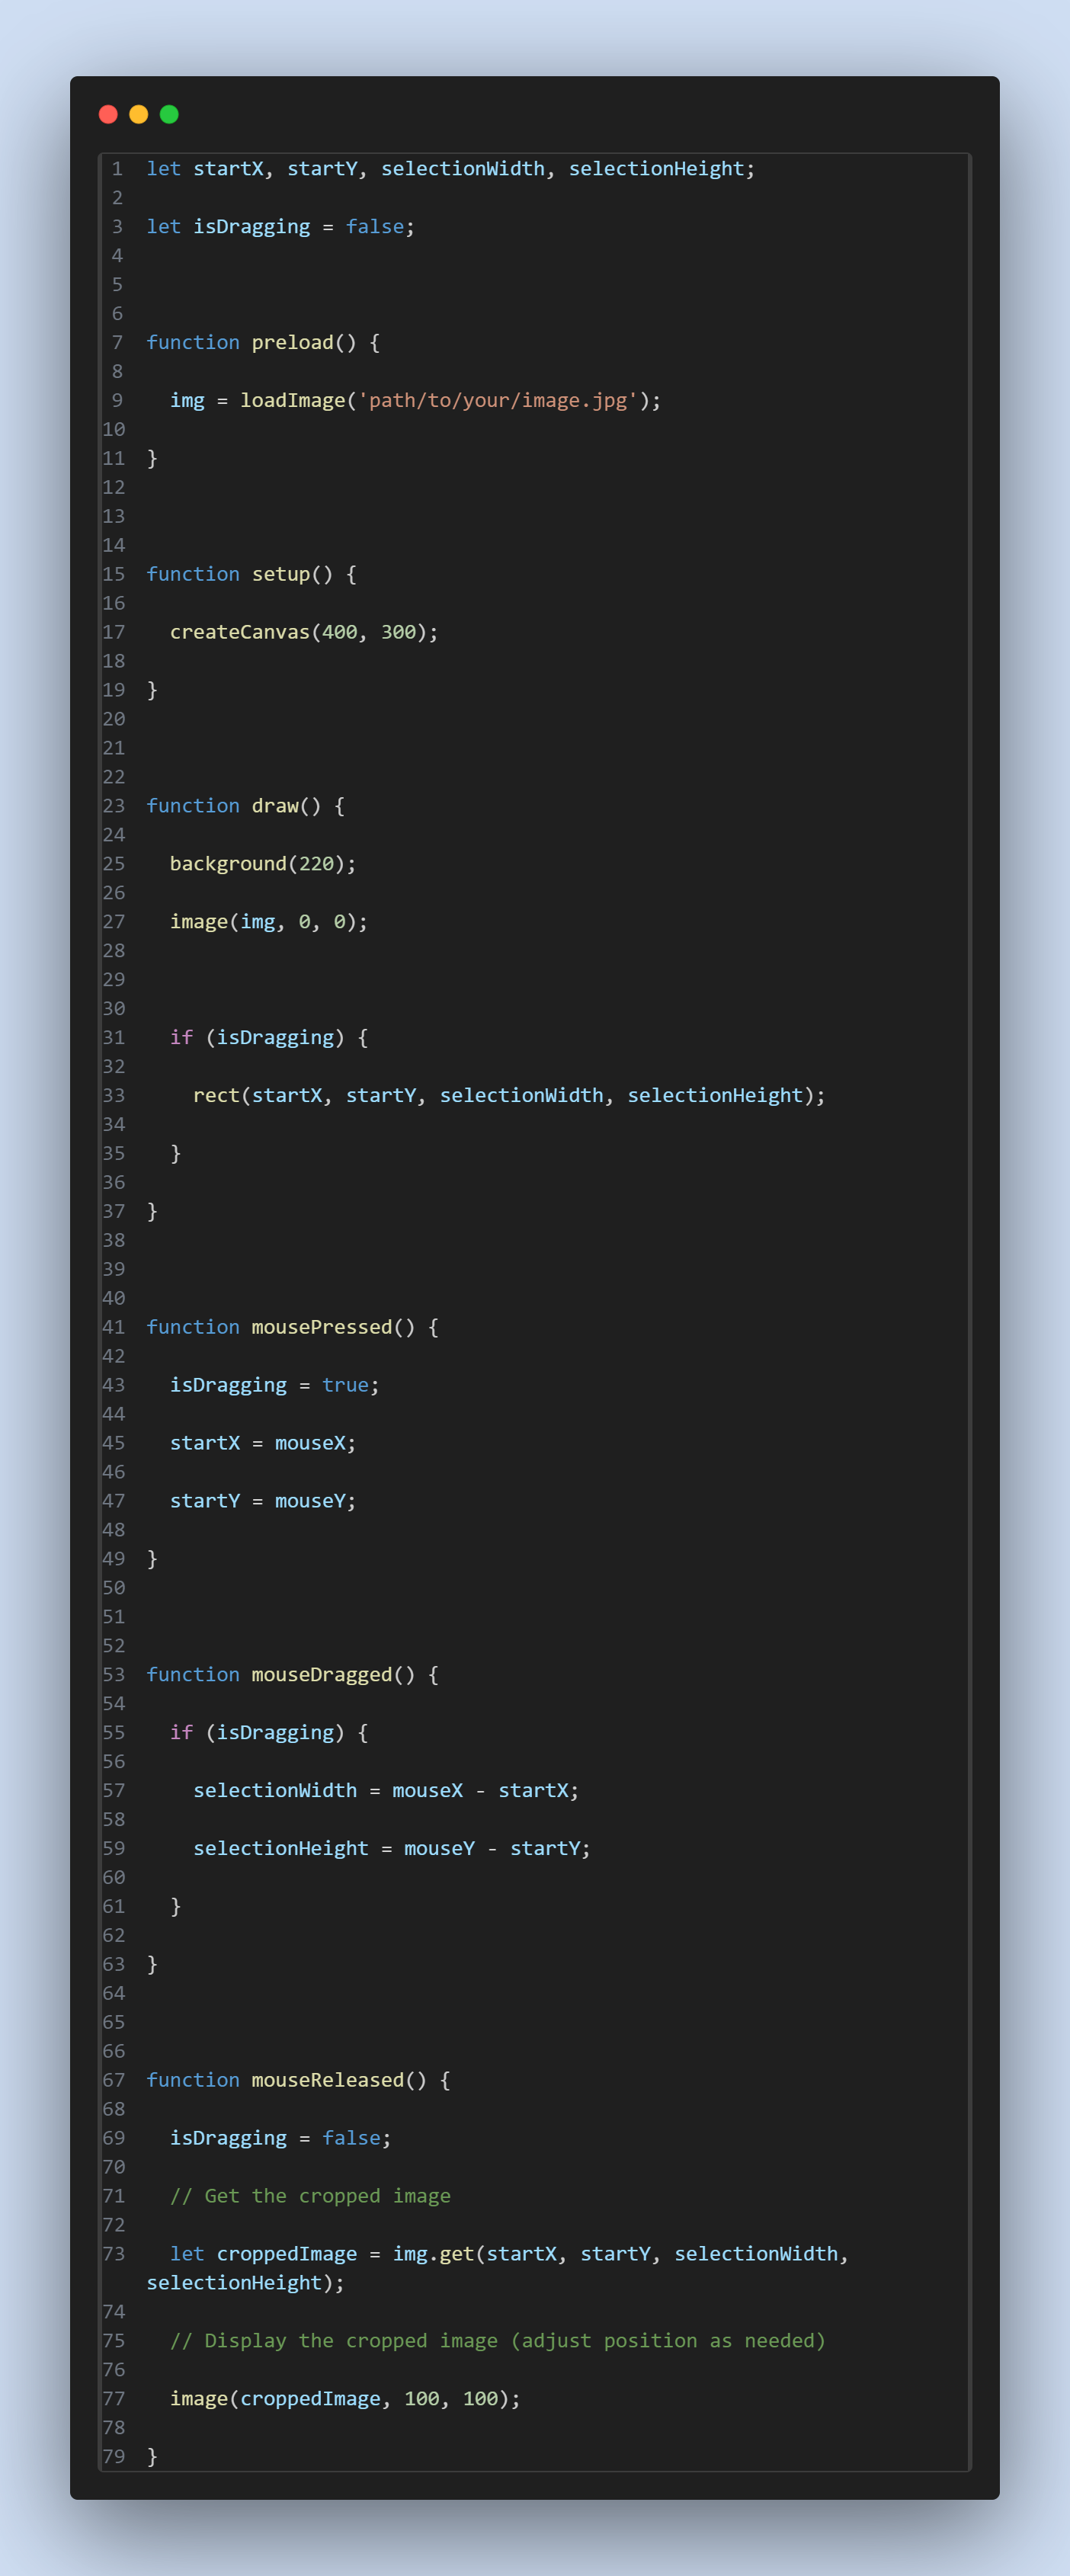 1 let startX, startY, selectionWidth, selectionHeight;
2
3 let isDragging = false;
4
5
6
7 function preload() {
8
9   img = loadImage('path/to/your/image.jpg');
10
11 }
12
13
14
15 function setup() {
16
17   createCanvas(400, 300);
18
19 }
20
21
22
23 function draw() {
24
25   background(220);
26
27   image(img, 0, 0);
28
29
30
31   if (isDragging) {
32
33     rect(startX, startY, selectionWidth, selectionHeight);
34
35   }
36
37 }
38
39
40
41 function mousePressed() {
42
43   isDragging = true;
44
45   startX = mouseX;
46
47   startY = mouseY;
48
49 }
50
51
52
53 function mouseDragged() {
54
55   if (isDragging) {
56
57     selectionWidth = mouseX - startX;
58
59     selectionHeight = mouseY - startY;
60
61   }
62
63 }
64
65
66
67 function mouseReleased() {
68
69   isDragging = false;
70
71   // Get the cropped image
72
73   let croppedImage = img.get(startX, startY, selectionWidth,
selectionHeight);
74
75   // Display the cropped image (adjust position as needed)
76
77   image(croppedImage, 100, 100);
78
79 }